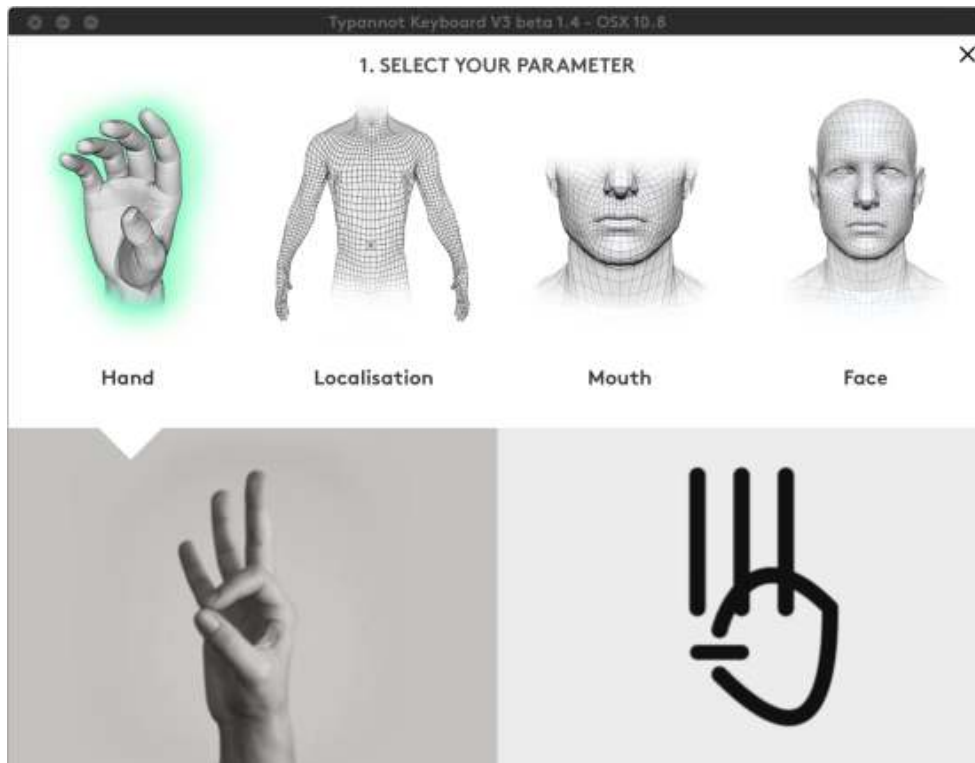 Typannot Keyboard V3 beta 1.4 - OSX 10.8
1. SELECT YOUR PARAMETER
Hand
Localisation
Mouth
Face